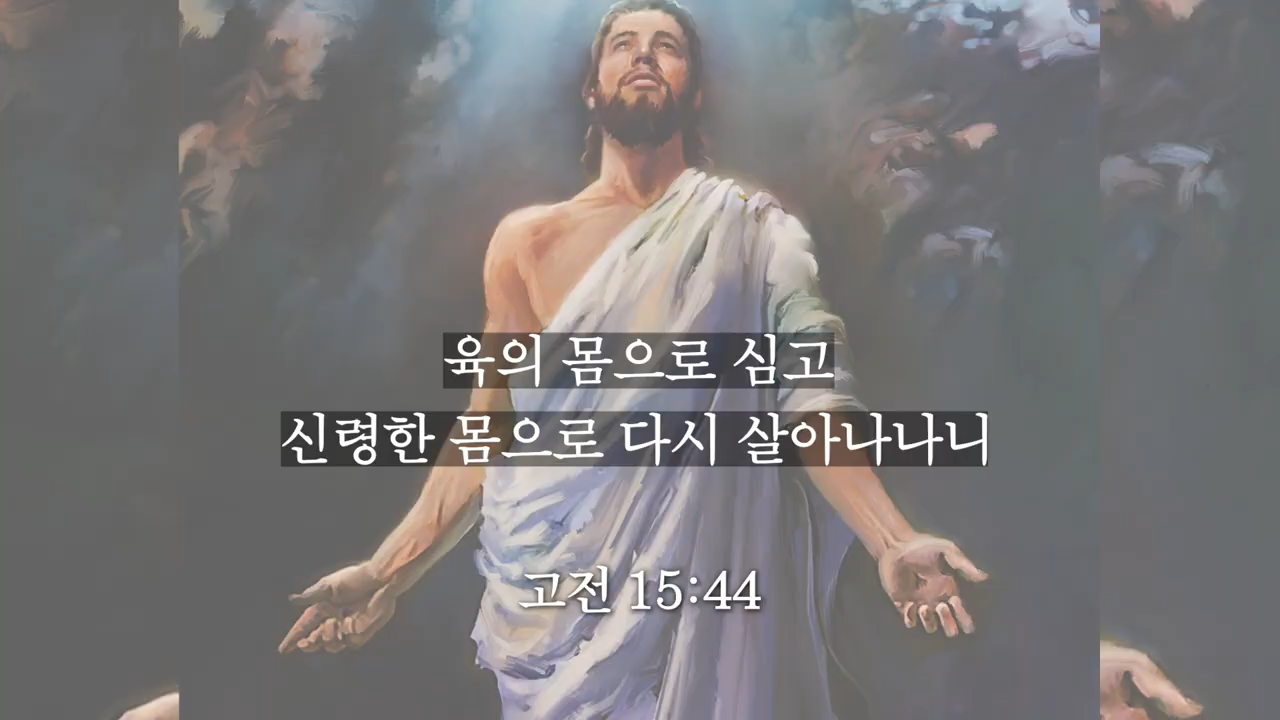 육의 몸으로 심고
신령한 몸으로 다시 살아나나니
고전 15:44